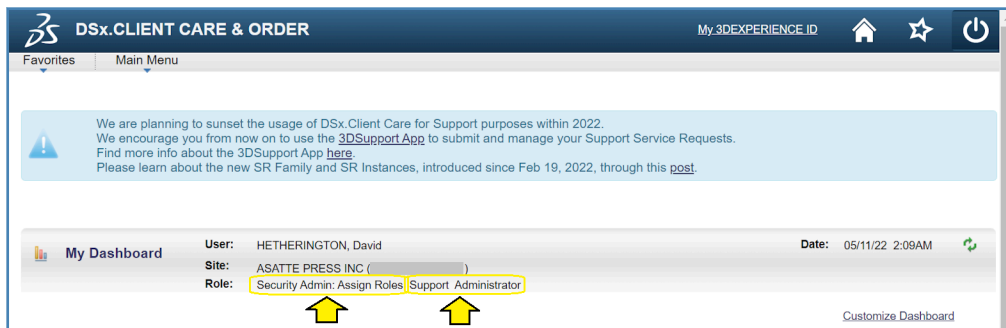 DSx.CLIENT CARE & ORDER
My 3DEXPERIENCE ID
Favorites Main Menu
We are planning to sunset the usage of DSx.Client Care for Support purposes within 2022.
We encourage you from now on to use the 3DSupport App to submit and manage your Support Service Requests.
Find more info about the 3DSupport App here.
Please learn about the new SR Family and SR Instances, introduced since Feb 19, 2022, through this post.
My Dashboard
User: HETHERINGTON, David
Site: ASATTE PRESS INC ( )
Role: Security Admin: Assign Roles Support Administrator
Date: 05/11/22 2:09AM
Customize Dashboard